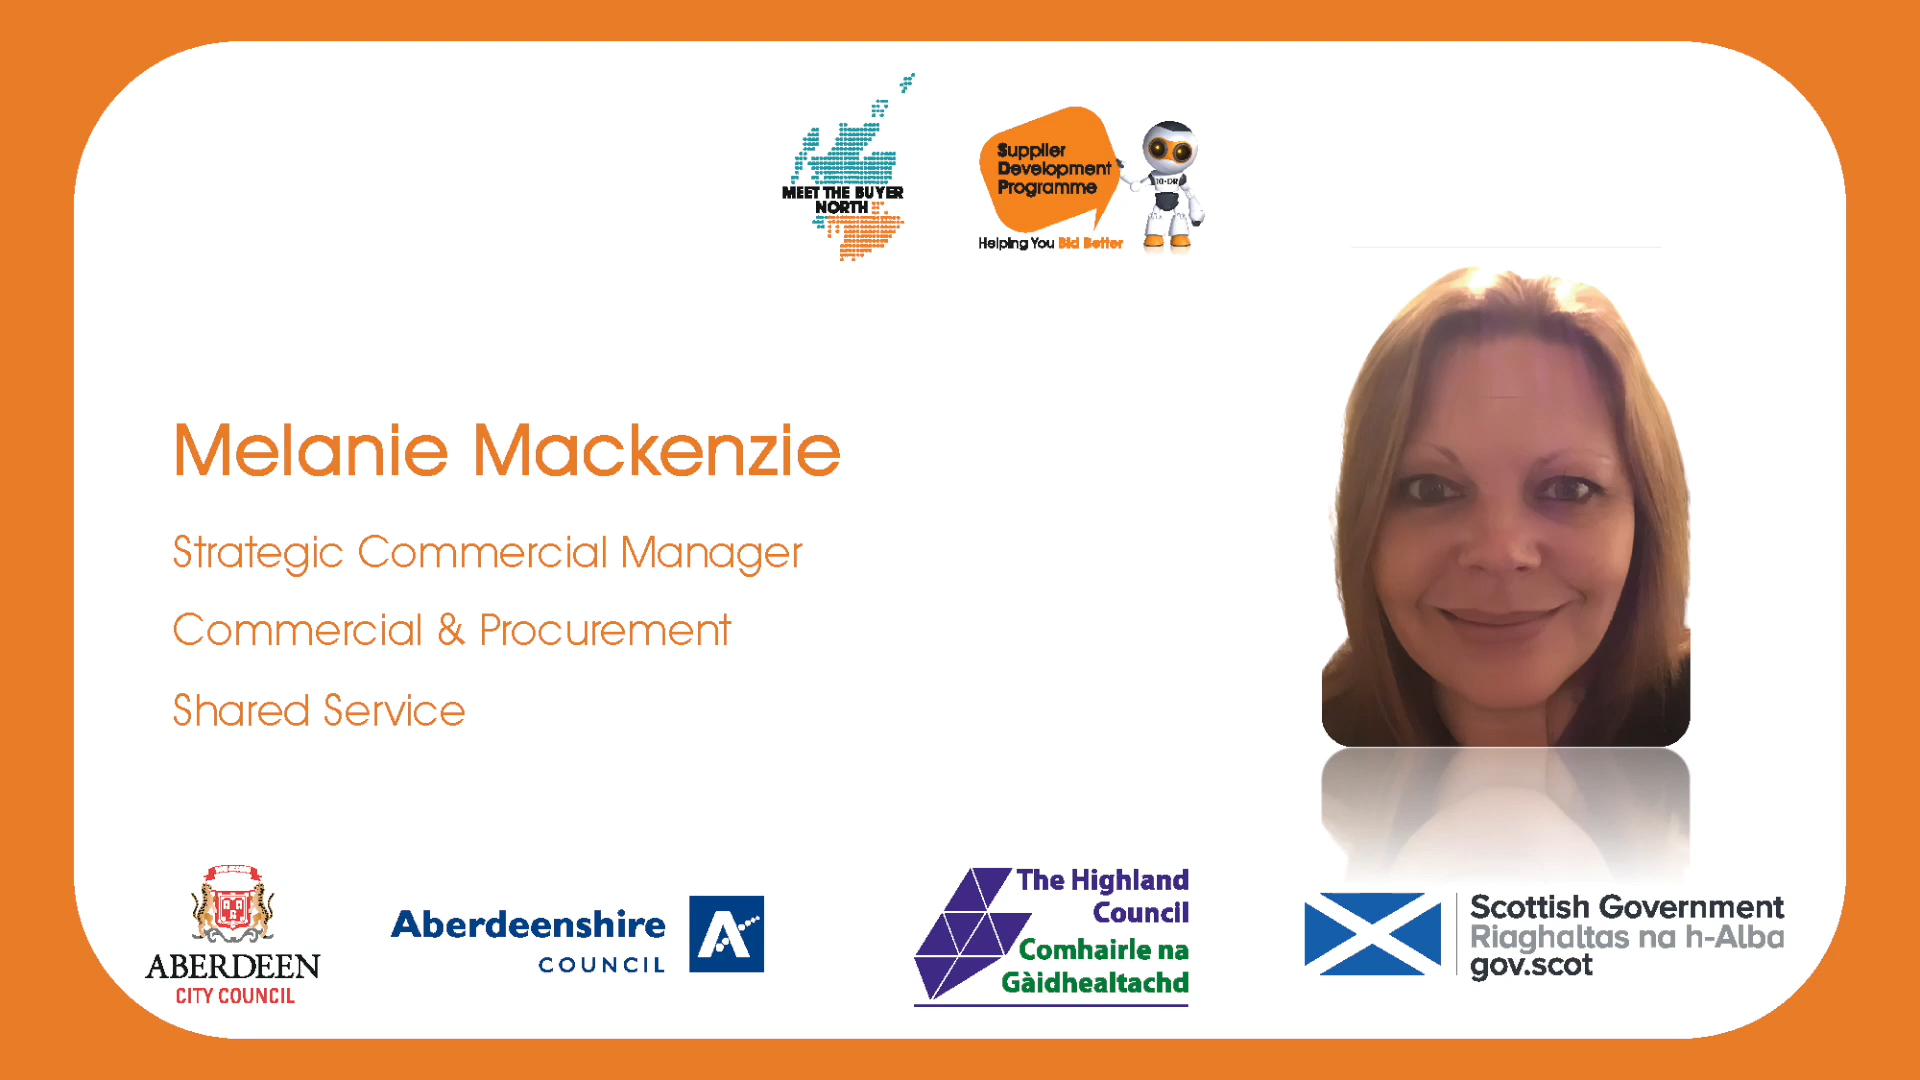 MEET THE BUYER
NORTH
Supplier
Development
Programme
Helping You Bid Better
Melanie Mackenzie
Strategic Commercial Manager
Commercial & Procurement
Shared Service
ABERDEEN
CITY COUNCIL
Aberdeenshire
COUNCIL
The Highland
Council
Comhairle na
Gàidhealtachd
Scottish Government
Riaghaltas na h-Alba
gov.scot